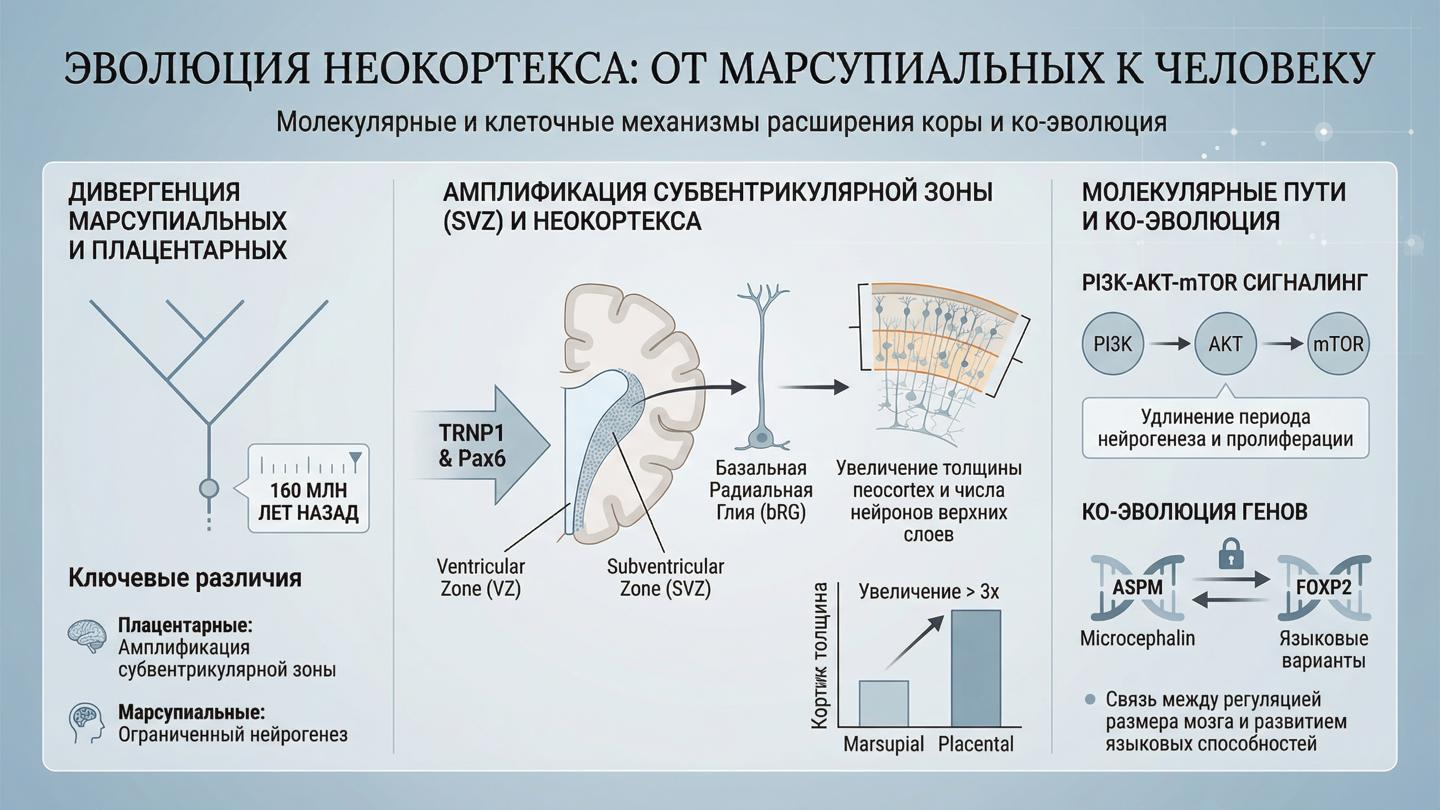 ЭВОЛЮЦИЯ НЕОКОРТЕКСА: ОТ МАРСУПИАЛЬНЫХ К ЧЕЛОВЕКУ
Молекулярные и клеточные механизмы расширения коры и ко-эволюция
ДИВЕРГЕНЦИЯ
МАРСУПИАЛЬНЫХ
И ПЛАЦЕНТАРНЫХ
160 МЛН
ЛЕТ НАЗАД
Ключевые различия
Плацентарные:
Амплификация
субвентрикулярной зоны
Марсупиальные:
Ограниченный нейрогенез
АМПЛИФИКАЦИЯ СУБВЕНТРИКУЛЯРНОЙ ЗОНЫ
(SVZ) И НЕОКОРТЕКСА
TRNP1
& Pax6
Ventricular
Zone (VZ)
Subventricular
Zone (SVZ)
Базальная
Радиальная
Глия (bRG)
Увеличение толщины
neocortex и числа
нейронов верхних
слоев
Увеличение > 3x
толщина
Marsupial Placental
МОЛЕКУЛЯРНЫЕ ПУТИ
И КО-ЭВОЛЮЦИЯ
PI3K-AKT-mTOR СИГНАЛИНГ
PI3K
AKT
mTOR
Удлинение периода
нейрогенеза и пролиферации
КО-ЭВОЛЮЦИЯ ГЕНОВ
ASPM
FOXP2
Microcephalin
Языковые
варианты
Связь между регуляцией
размера мозга и развитием
языковых способностей